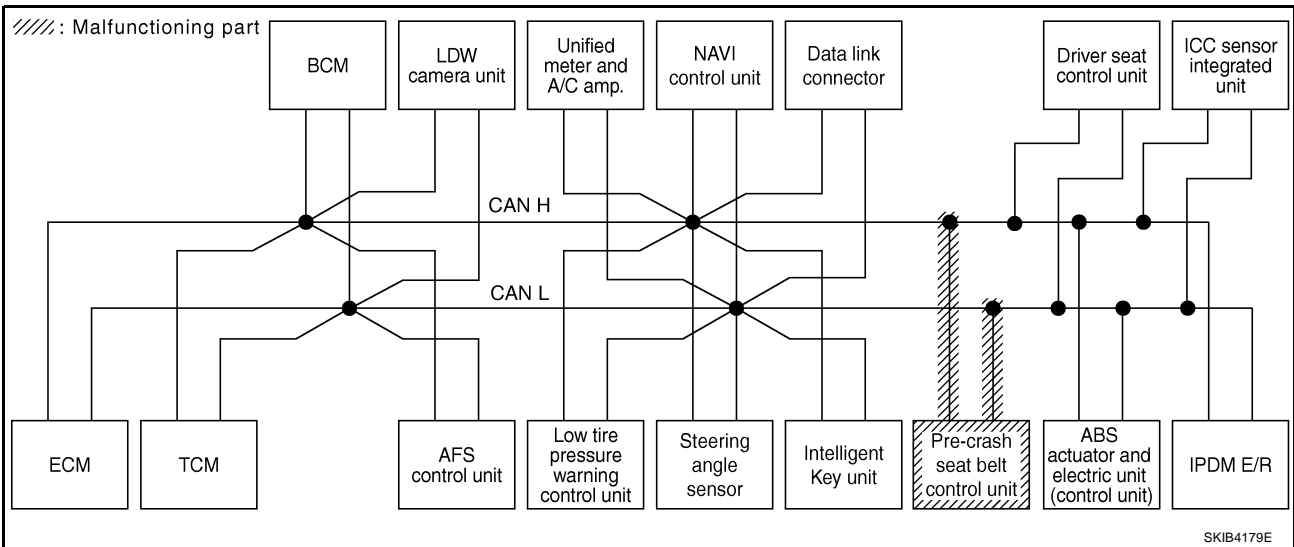 : Malfunctioning part
BCM
LDW
camera unit
Unified
meter and
A/C amp.
NAVI
control unit
Data link
connector
Driver seat
control unit
ICC sensor
integrated
unit
CAN H
CAN L
ECM
TCM
AFS
control unit
Low tire
pressure
warning
control unit
Steering
angle
sensor
Intelligent
Key unit
Pre-crash
seat belt
control unit
ABS
actuator and
electric unit
(control unit)
IPDM E/R
SKIB4179E